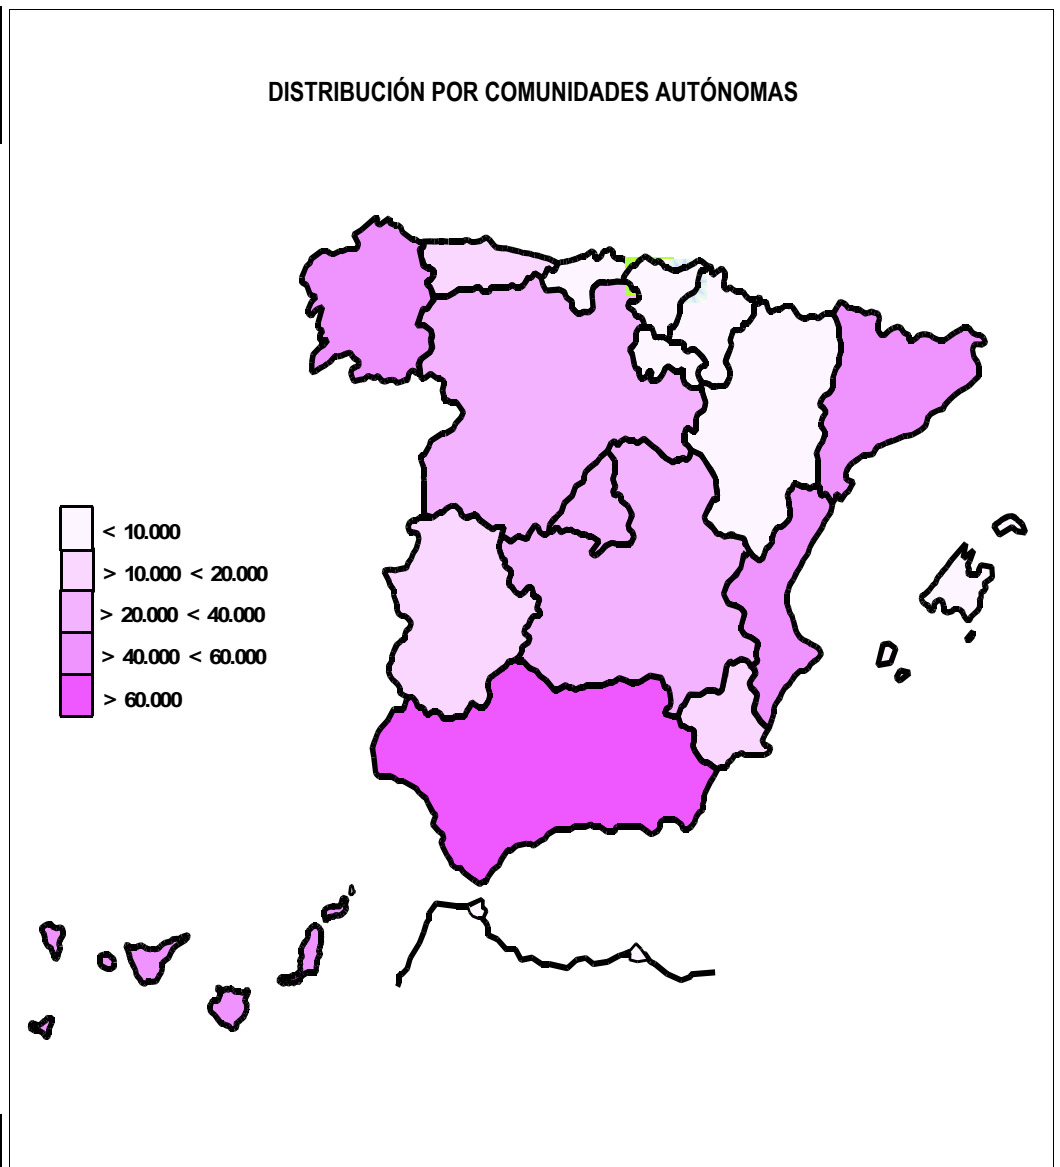 DISTRIBUCIÓN POR COMUNIDADES AUTÓNOMAS
< 10.000
> 10.000 < 20.000
> 20.000 < 40.000
> 40.000 < 60.000
> 60.000